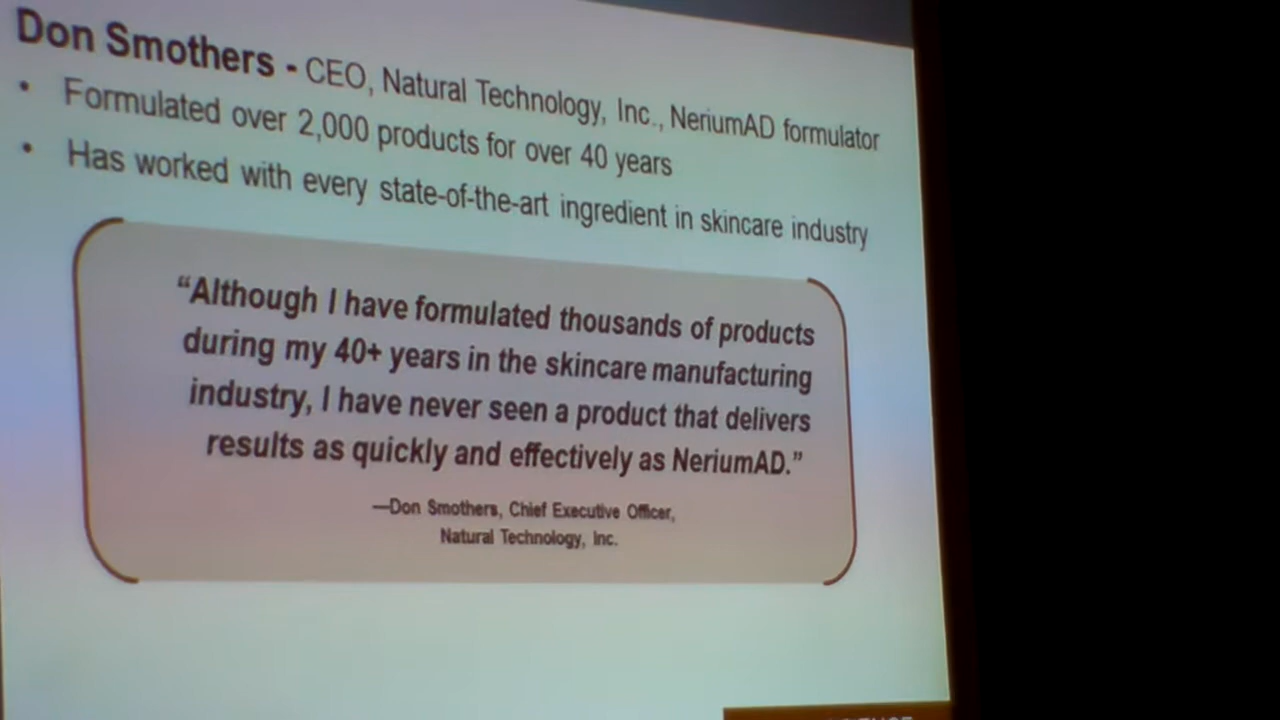 Don Smothers - CEO, Natural Technology, Inc., NeriumAD formulator
• Formulated over 2,000 products for over 40 years
• Has worked with every state-of-the-art ingredient in skincare industry
“Although I have formulated thousands of products
during my 40+ years in the skincare manufacturing
industry, I have never seen a product that delivers
results as quickly and effectively as NeriumAD.”
—Don Smothers, Chief Executive Officer,
Natural Technology, Inc.